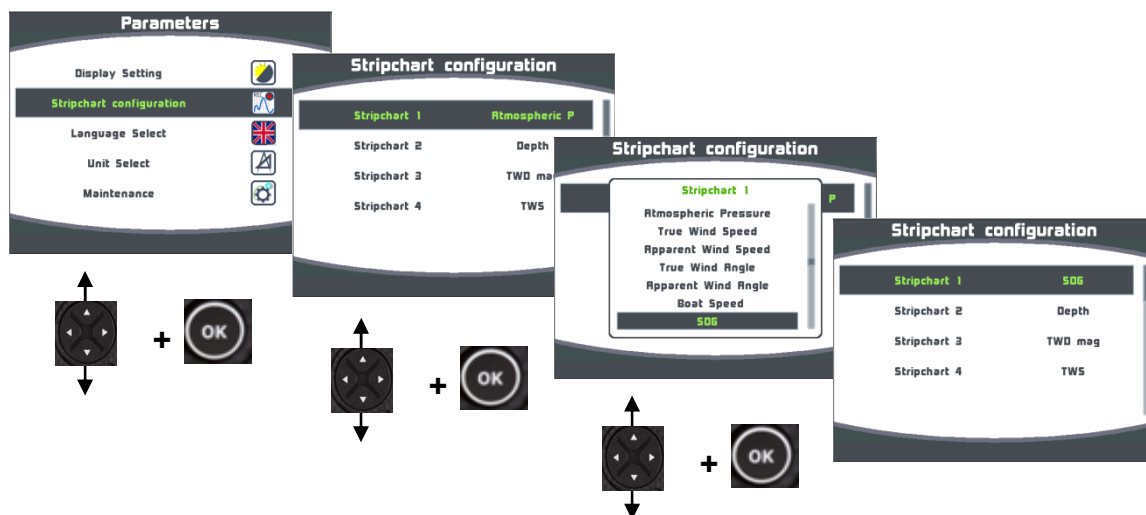 Parameters
Display Setting
Stripchart configuration
Language Select
Unit Select
Maintenance
+ OK
Stripchart configuration
Stripchart 1 Atmospheric P
Stripchart 2 Depth
Stripchart 3 TWD mag
Stripchart 4 TWS
+ OK
Stripchart configuration
P
Stripchart 1
Atmospheric Pressure
True Wind Speed
Apparent Wind Speed
True Wind Angle
Apparent Wind Angle
Boat Speed
SOG
+ OK
Stripchart configuration
Stripchart 1 SOG
Stripchart 2 Depth
Stripchart 3 TWD mag
Stripchart 4 TWS